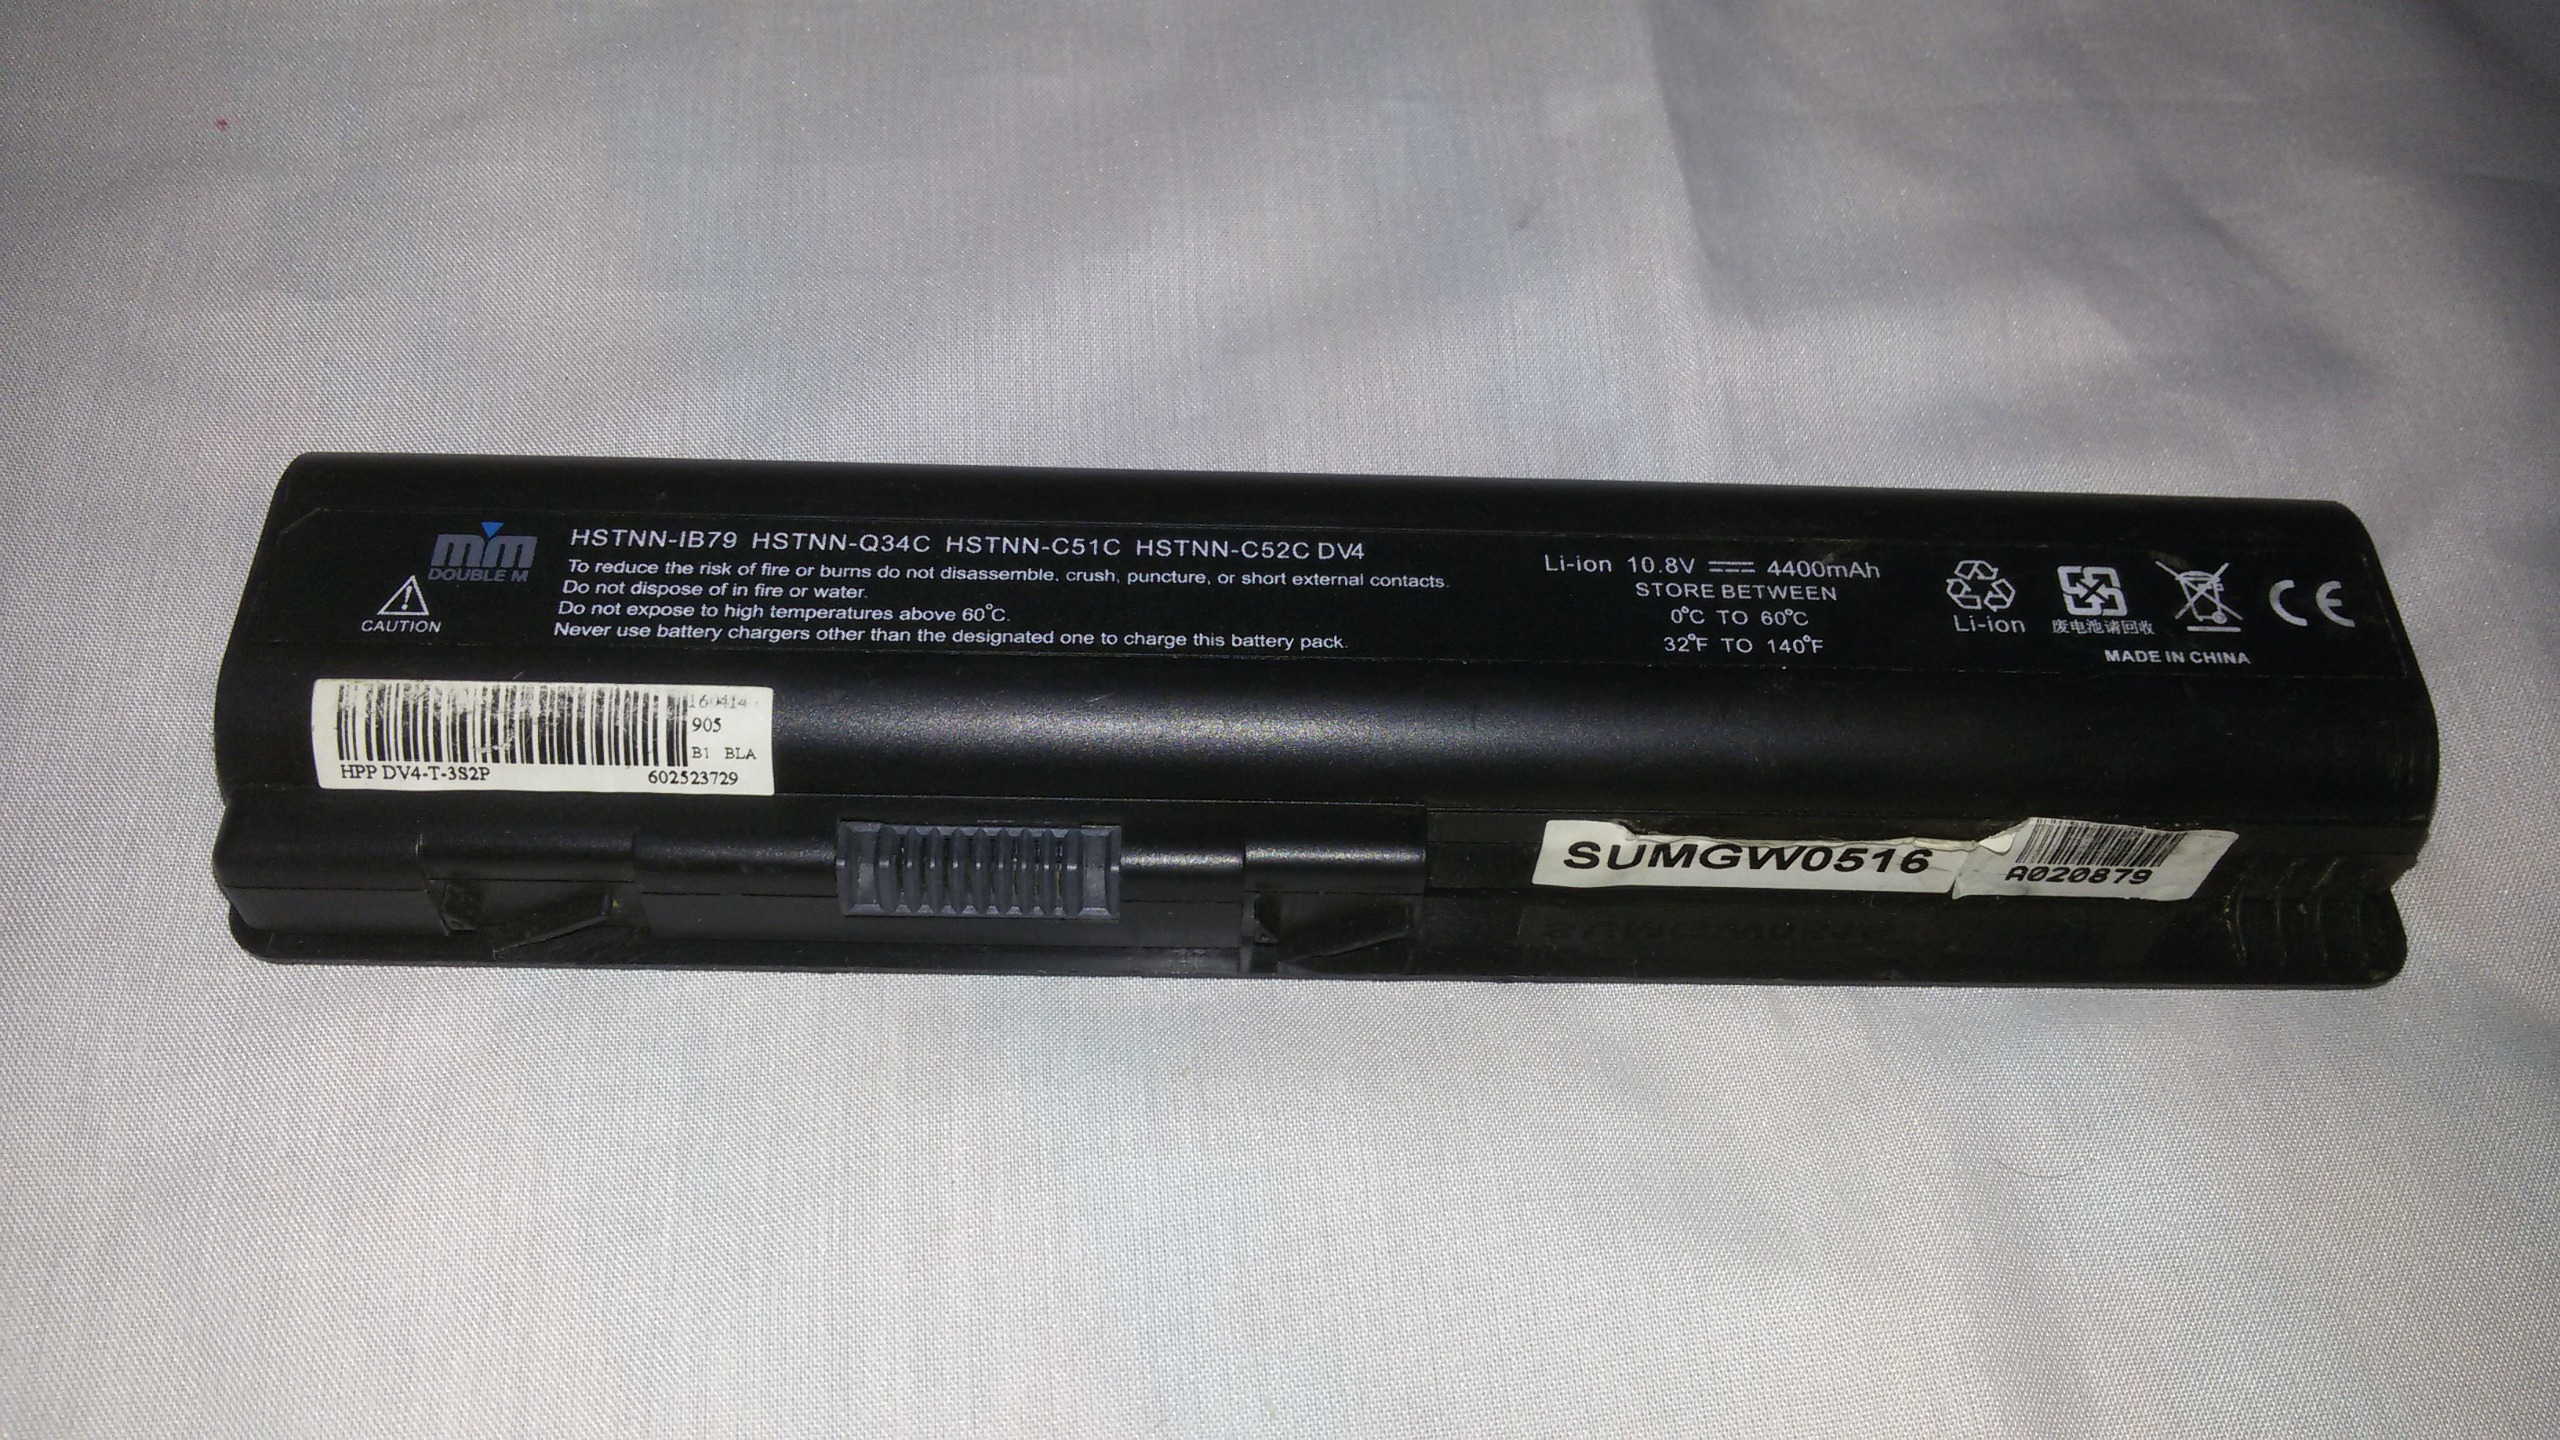 mm
DOUBLE M
CAUTION
HSTNN-IB79 HSTNN-Q34C HSTNN-C51C HSTNN-C52C DV4
To reduce the risk of fire or burns do not disassemble, crush, puncture, or short external contacts.
Do not dispose of in fire or water.
Do not expose to high temperatures above 60°C.
Never use battery chargers other than the designated one to charge this battery pack.
Li-ion 10.8V 4400mAh
STORE BETWEEN
0°C TO 60°C
32°F TO 140°F
Li-ion
废电池请回收
CE
MADE IN CHINA
160414
905
B1 BLA
HPP DV4-T-3S2P 602523729
SUMGW0516
A020879